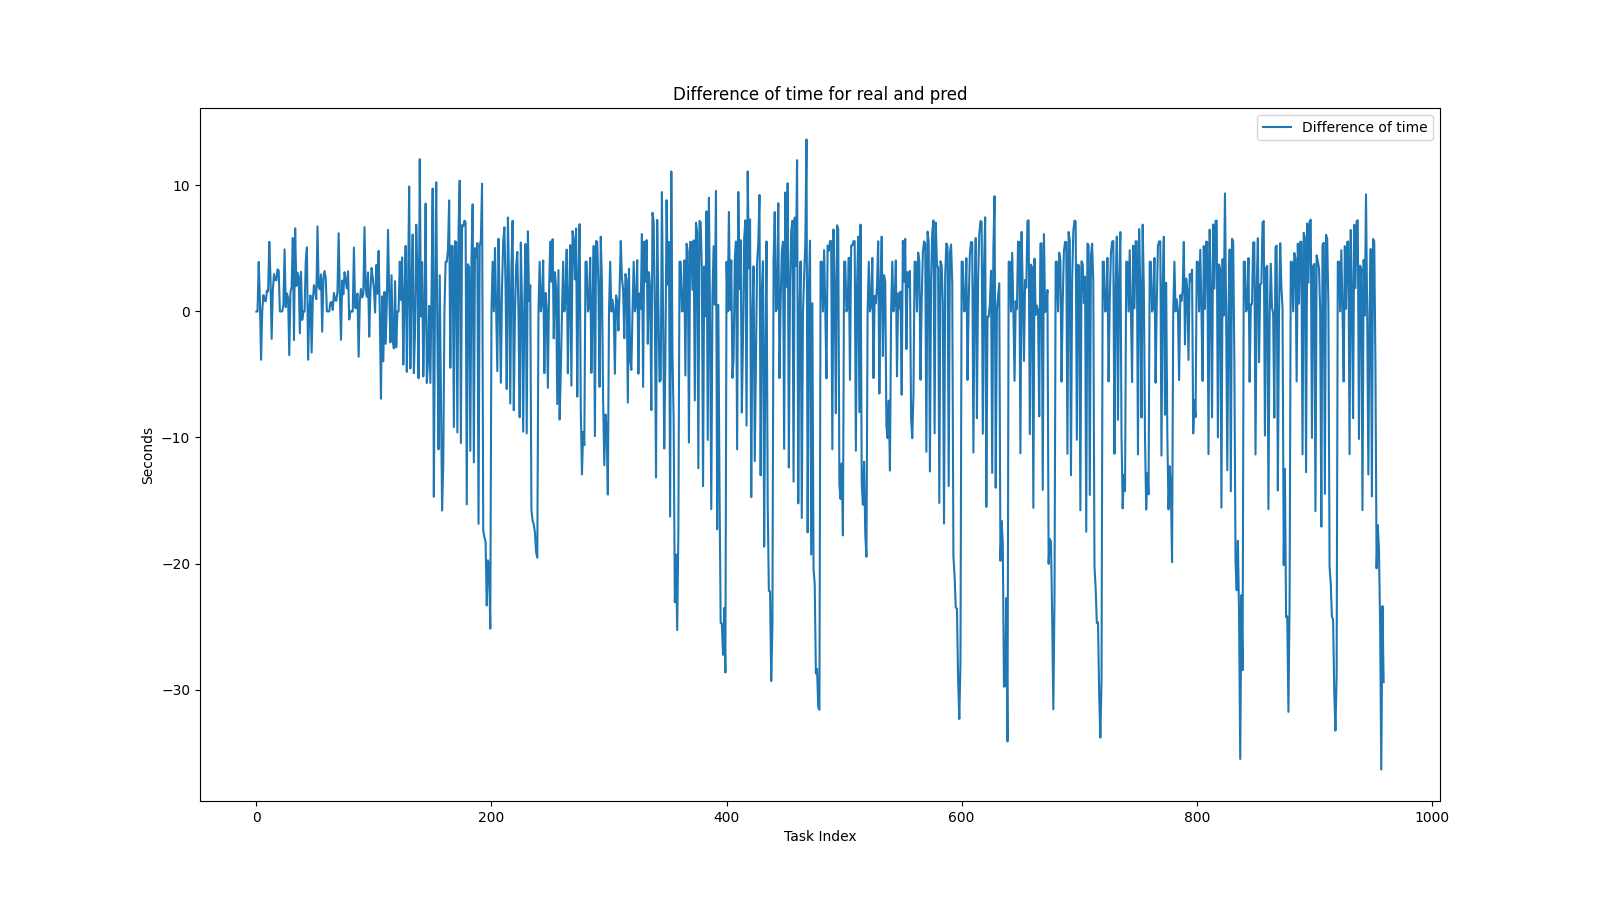 Difference of time for real and pred
Difference of time
10
0
−10
−20
−30
Seconds
0 200 400 600 800 1000
Task Index